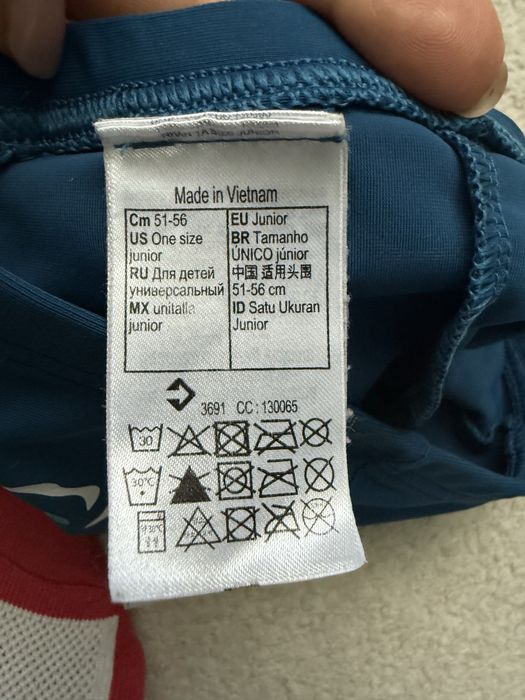 Made in Vietnam
Cm 51-56
US One size
junior
RU Для детей
универсальный
MX unitalla
junior
EU Junior
BR Tamanho
ÚNICO júnior
中国 适用头围
51-56 cm
ID Satu Ukuran
Junior
3691 CC : 130065
30
30°C